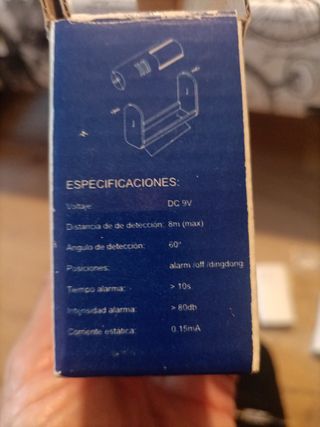 ESPECIFICACIONES:
Voltaje: DC 9V
Distancia de de detección: 8m (max)
Angulo de detección: 60°
Posiciones: alarm /off /dingdong
Tiempo alarma: > 10s
Intensidad alarma: > 80db
Corriente estática: 0.15mA